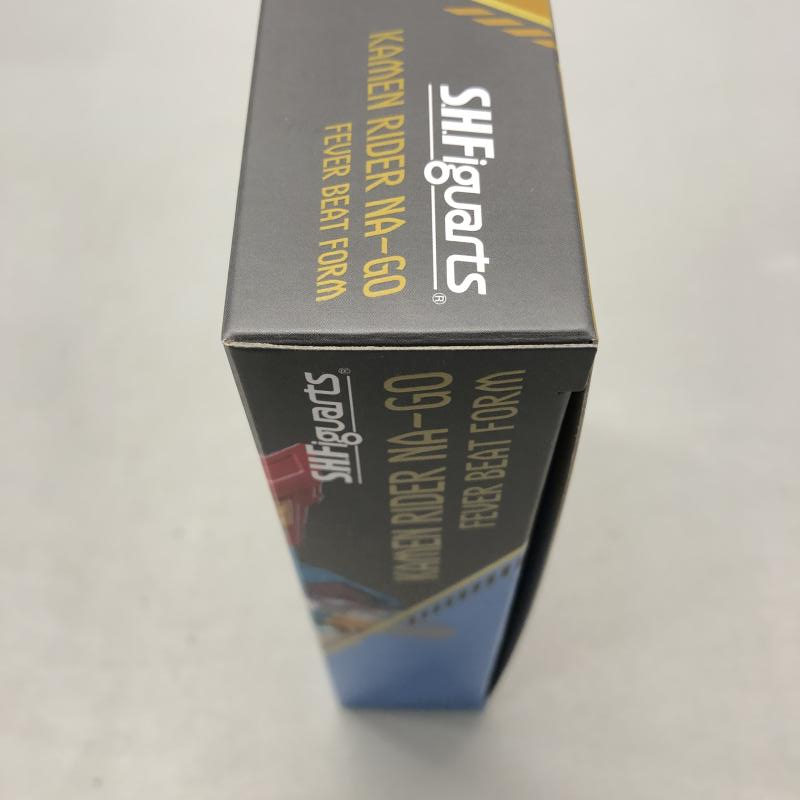 S.H.Figuarts®
KAMEN RIDER NA-GO
FEVER BEAT FORM
S.H.Figuarts®
KAMEN RIDER NA-GO
FEVER BEAT FORM